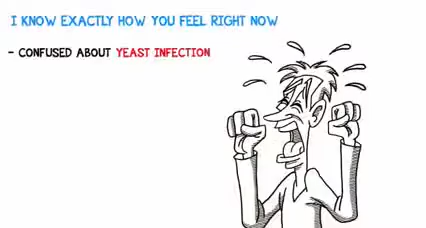 I KNOW EXACTLY HOW YOU FEEL RIGHT NOW
- CONFUSED ABOUT YEAST INFECTION